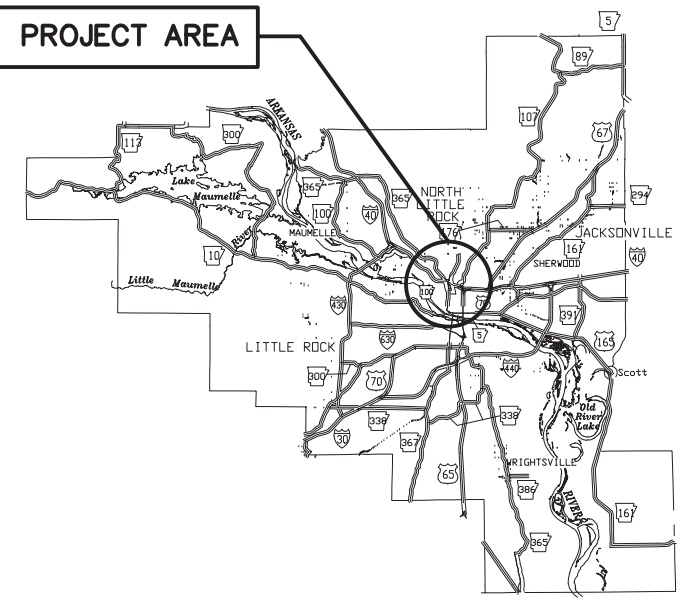 PROJECT AREA
5
89
107
67
ARKANSAS
113
300
Lake
Maumelle
365
365
NORTH
LITTLE
ROCK
294
100
40
176
MAUMELLE
JACKSONVILLE
161
River
10
SHERWOOD
40
Little Maumelle
107
70
430
391
5
165
630
LITTLE ROCK
440
300
70
Scott
Old
River
Lake
338
338
30
367
65
WRIGHTSVILLE
386
RIVER
161
365